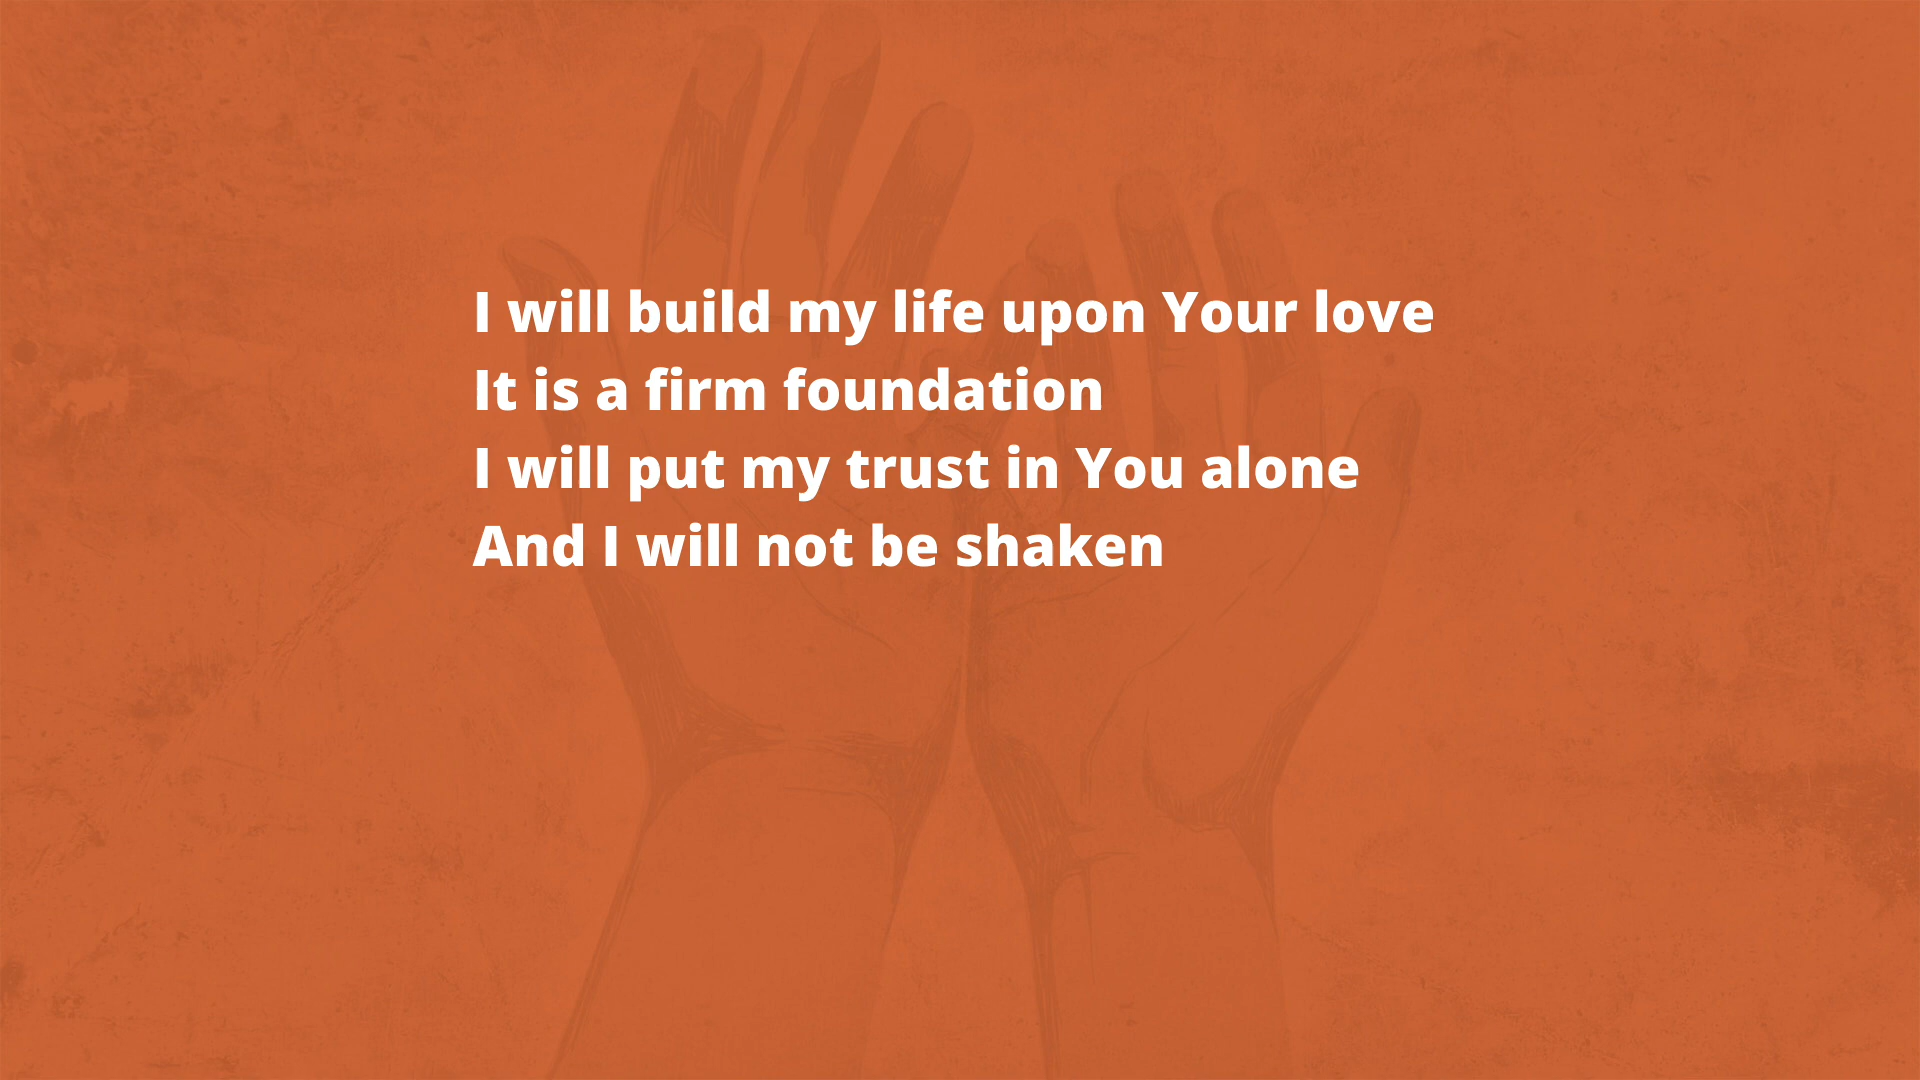 I will build my life upon Your love
It is a firm foundation
I will put my trust in You alone
And I will not be shaken